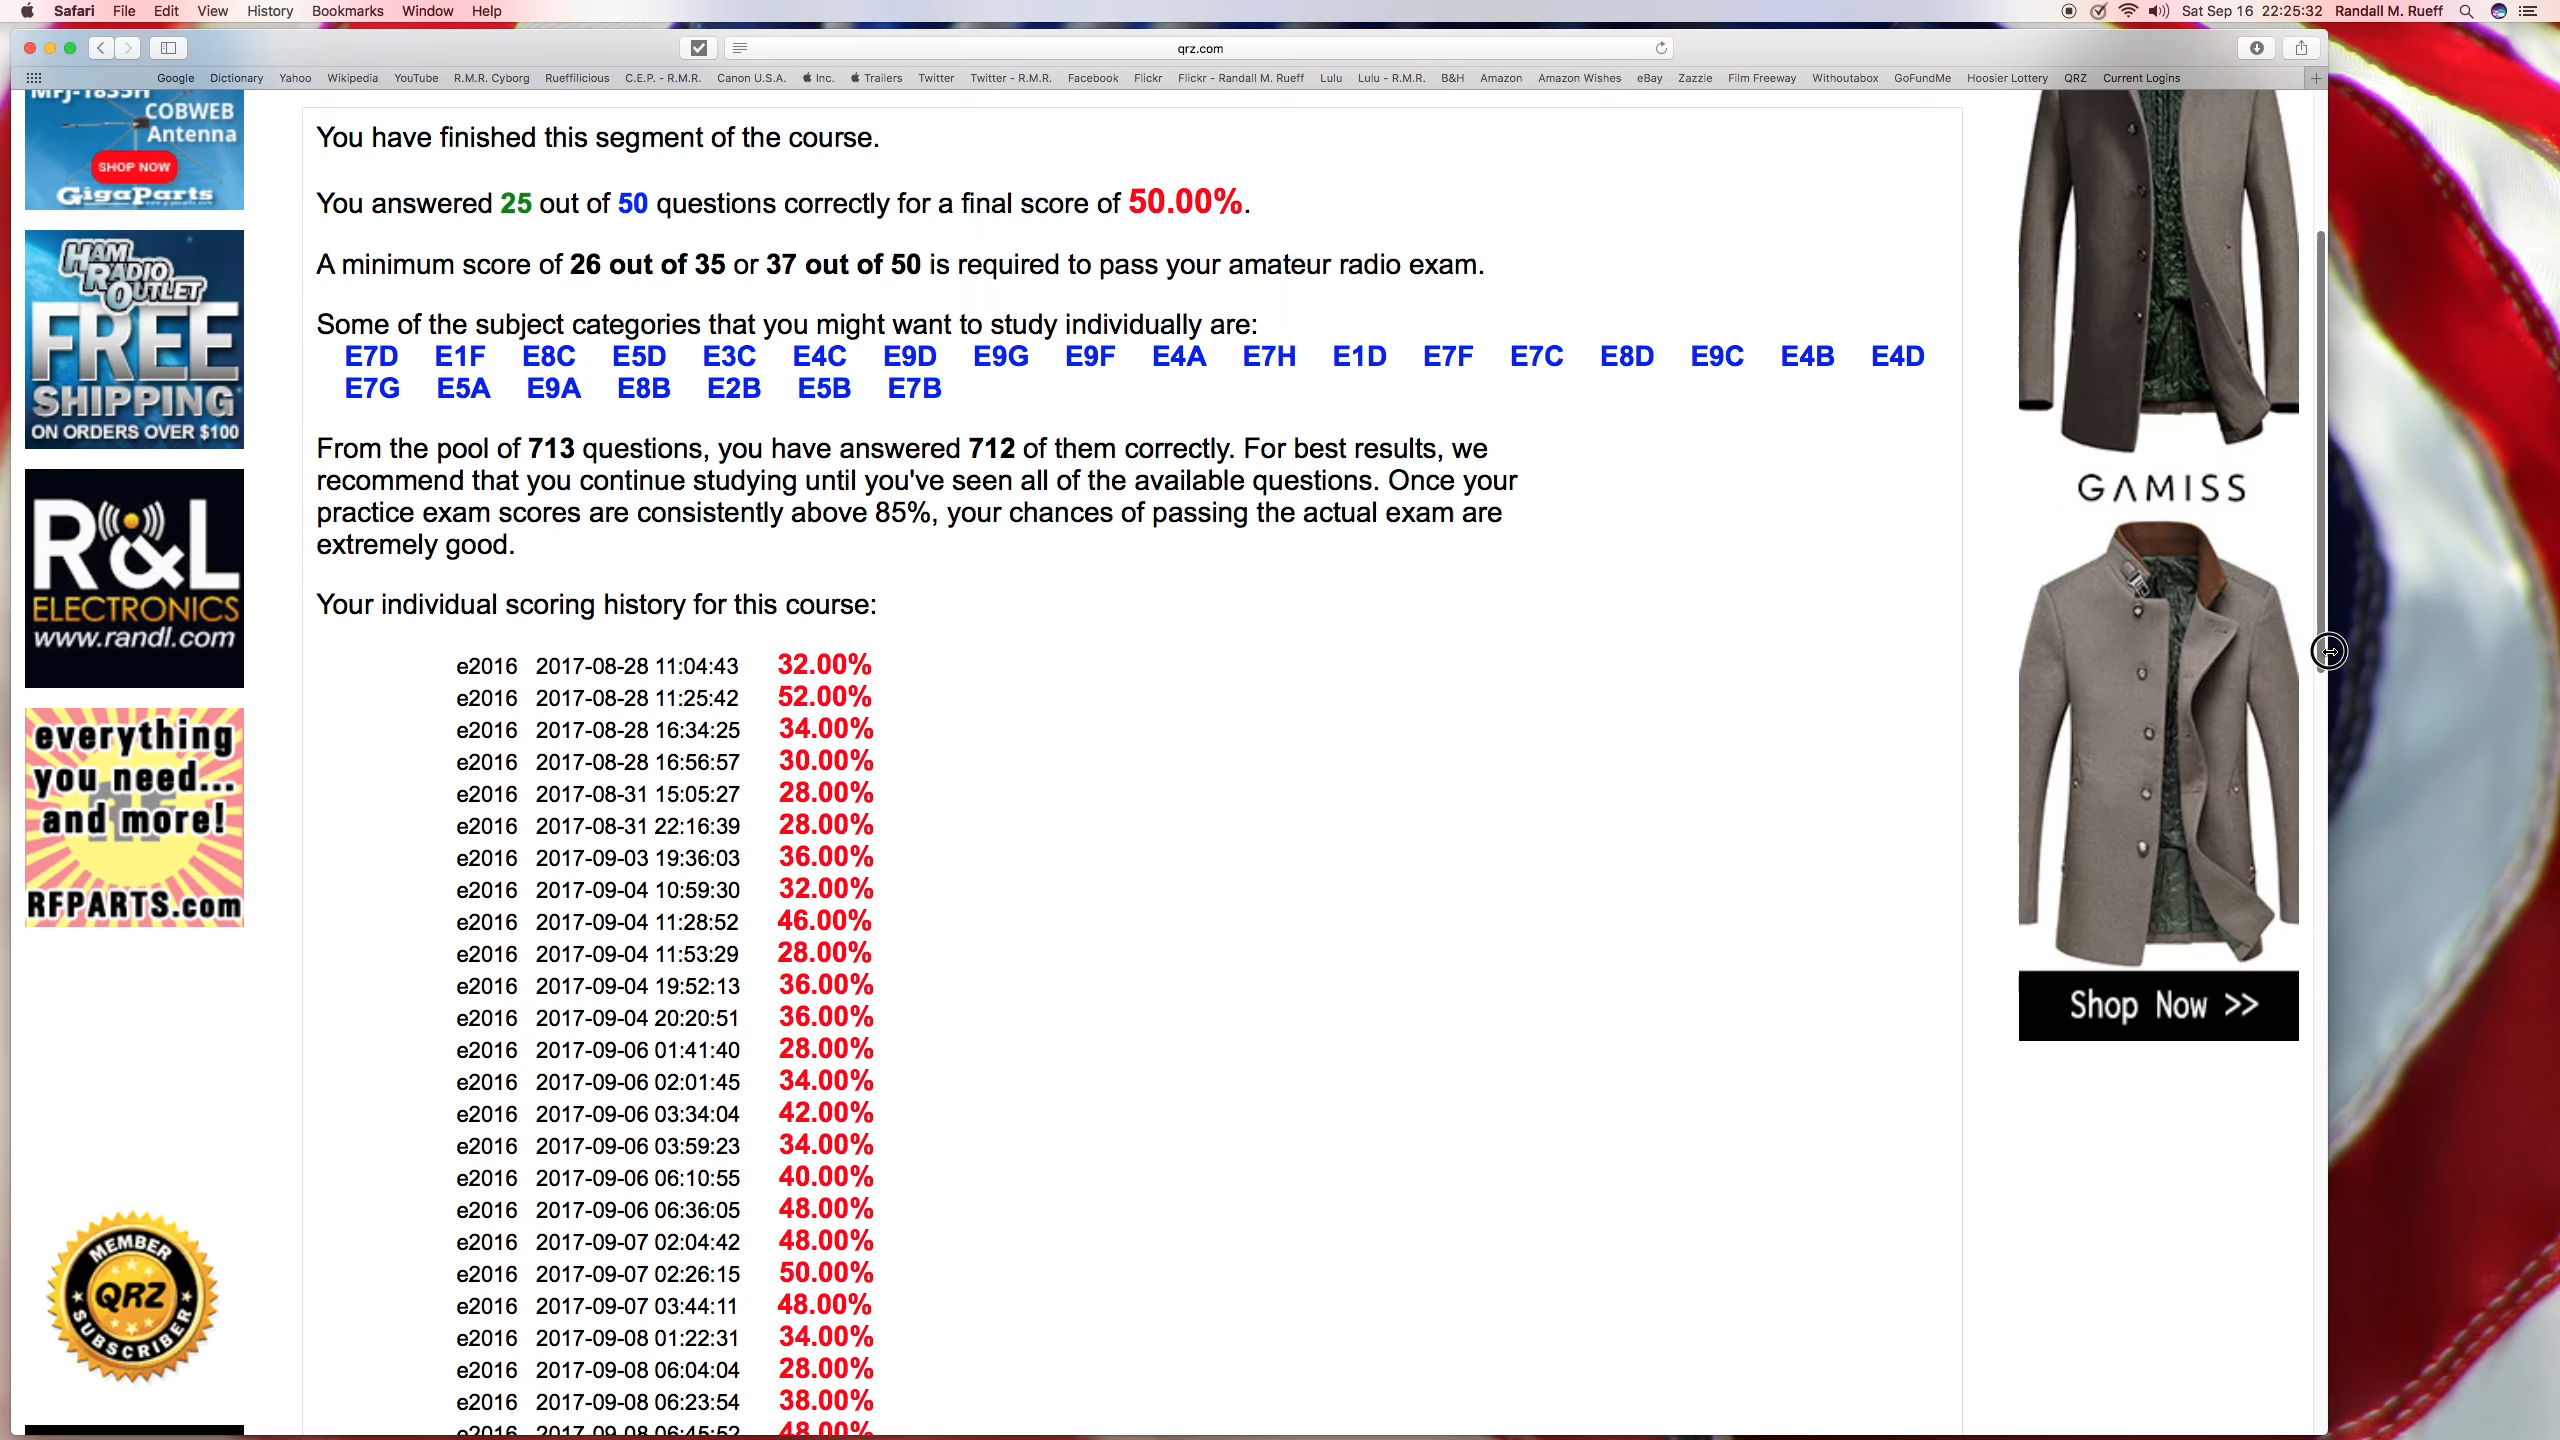 Safari File Edit View History Bookmarks Window Help Sat Sep 16 22:25:32 Randall M. Rueff
qrz.com
Google Dictionary Yahoo Wikipedia YouTube R.M.R. Cyborg Rueffilicious C.E.P. - R.M.R. Canon U.S.A. Inc. Trailers Twitter Twitter - R.M.R. Facebook Flickr Flickr - Randall M. Rueff Lulu Lulu - R.M.R. B&H Amazon Amazon Wishes eBay Zazzle Film Freeway Withoutabox GoFundMe Hoosier Lottery QRZ Current Logins
MFJ-1835H
COBWEB
Antenna
SHOP NOW
GigaParts
HAM
RADIO
OUTLET
FREE
SHIPPING
ON ORDERS OVER $100
R&L
ELECTRONICS
www.randl.com
everything
you need...
and more!
RFPARTS.com
MEMBER
QRZ
SUBSCRIBER
You have finished this segment of the course.
You answered 25 out of 50 questions correctly for a final score of 50.00%.
A minimum score of 26 out of 35 or 37 out of 50 is required to pass your amateur radio exam.
Some of the subject categories that you might want to study individually are:
E7D E1F E8C E5D E3C E4C E9D E9G E9F E4A E7H E1D E7F E7C E8D E9C E4B E4D
E7G E5A E9A E8B E2B E5B E7B
From the pool of 713 questions, you have answered 712 of them correctly. For best results, we
recommend that you continue studying until you've seen all of the available questions. Once your
practice exam scores are consistently above 85%, your chances of passing the actual exam are
extremely good.
Your individual scoring history for this course:
e2016 2017-08-28 11:04:43 32.00%
e2016 2017-08-28 11:25:42 52.00%
e2016 2017-08-28 16:34:25 34.00%
e2016 2017-08-28 16:56:57 30.00%
e2016 2017-08-31 15:05:27 28.00%
e2016 2017-08-31 22:16:39 28.00%
e2016 2017-09-03 19:36:03 36.00%
e2016 2017-09-04 10:59:30 32.00%
e2016 2017-09-04 11:28:52 46.00%
e2016 2017-09-04 11:53:29 28.00%
e2016 2017-09-04 19:52:13 36.00%
e2016 2017-09-04 20:20:51 36.00%
e2016 2017-09-06 01:41:40 28.00%
e2016 2017-09-06 02:01:45 34.00%
e2016 2017-09-06 03:34:04 42.00%
e2016 2017-09-06 03:59:23 34.00%
e2016 2017-09-06 06:10:55 40.00%
e2016 2017-09-06 06:36:05 48.00%
e2016 2017-09-07 02:04:42 48.00%
e2016 2017-09-07 02:26:15 50.00%
e2016 2017-09-07 03:44:11 48.00%
e2016 2017-09-08 01:22:31 34.00%
e2016 2017-09-08 06:04:04 28.00%
e2016 2017-09-08 06:23:54 38.00%
e2016 2017-09-08 06:45:52 48.00%
GAMISS
Shop Now >>